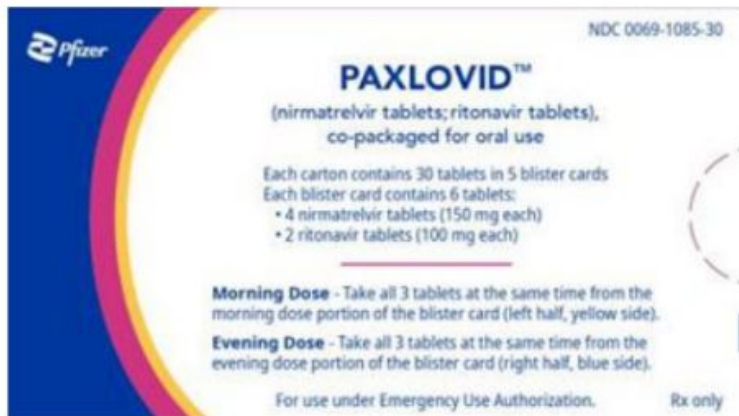 Pfizer
NDC 0069-1085-30
PAXLOVID™
(nirmatrelvir tablets; ritonavir tablets),
co-packaged for oral use
Each carton contains 30 tablets in 5 blister cards
Each blister card contains 6 tablets:
• 4 nirmatrelvir tablets (150 mg each)
• 2 ritonavir tablets (100 mg each)
Morning Dose - Take all 3 tablets at the same time from the
morning dose portion of the blister card (left half, yellow side).
Evening Dose - Take all 3 tablets at the same time from the
evening dose portion of the blister card (right half, blue side).
For use under Emergency Use Authorization. Rx only